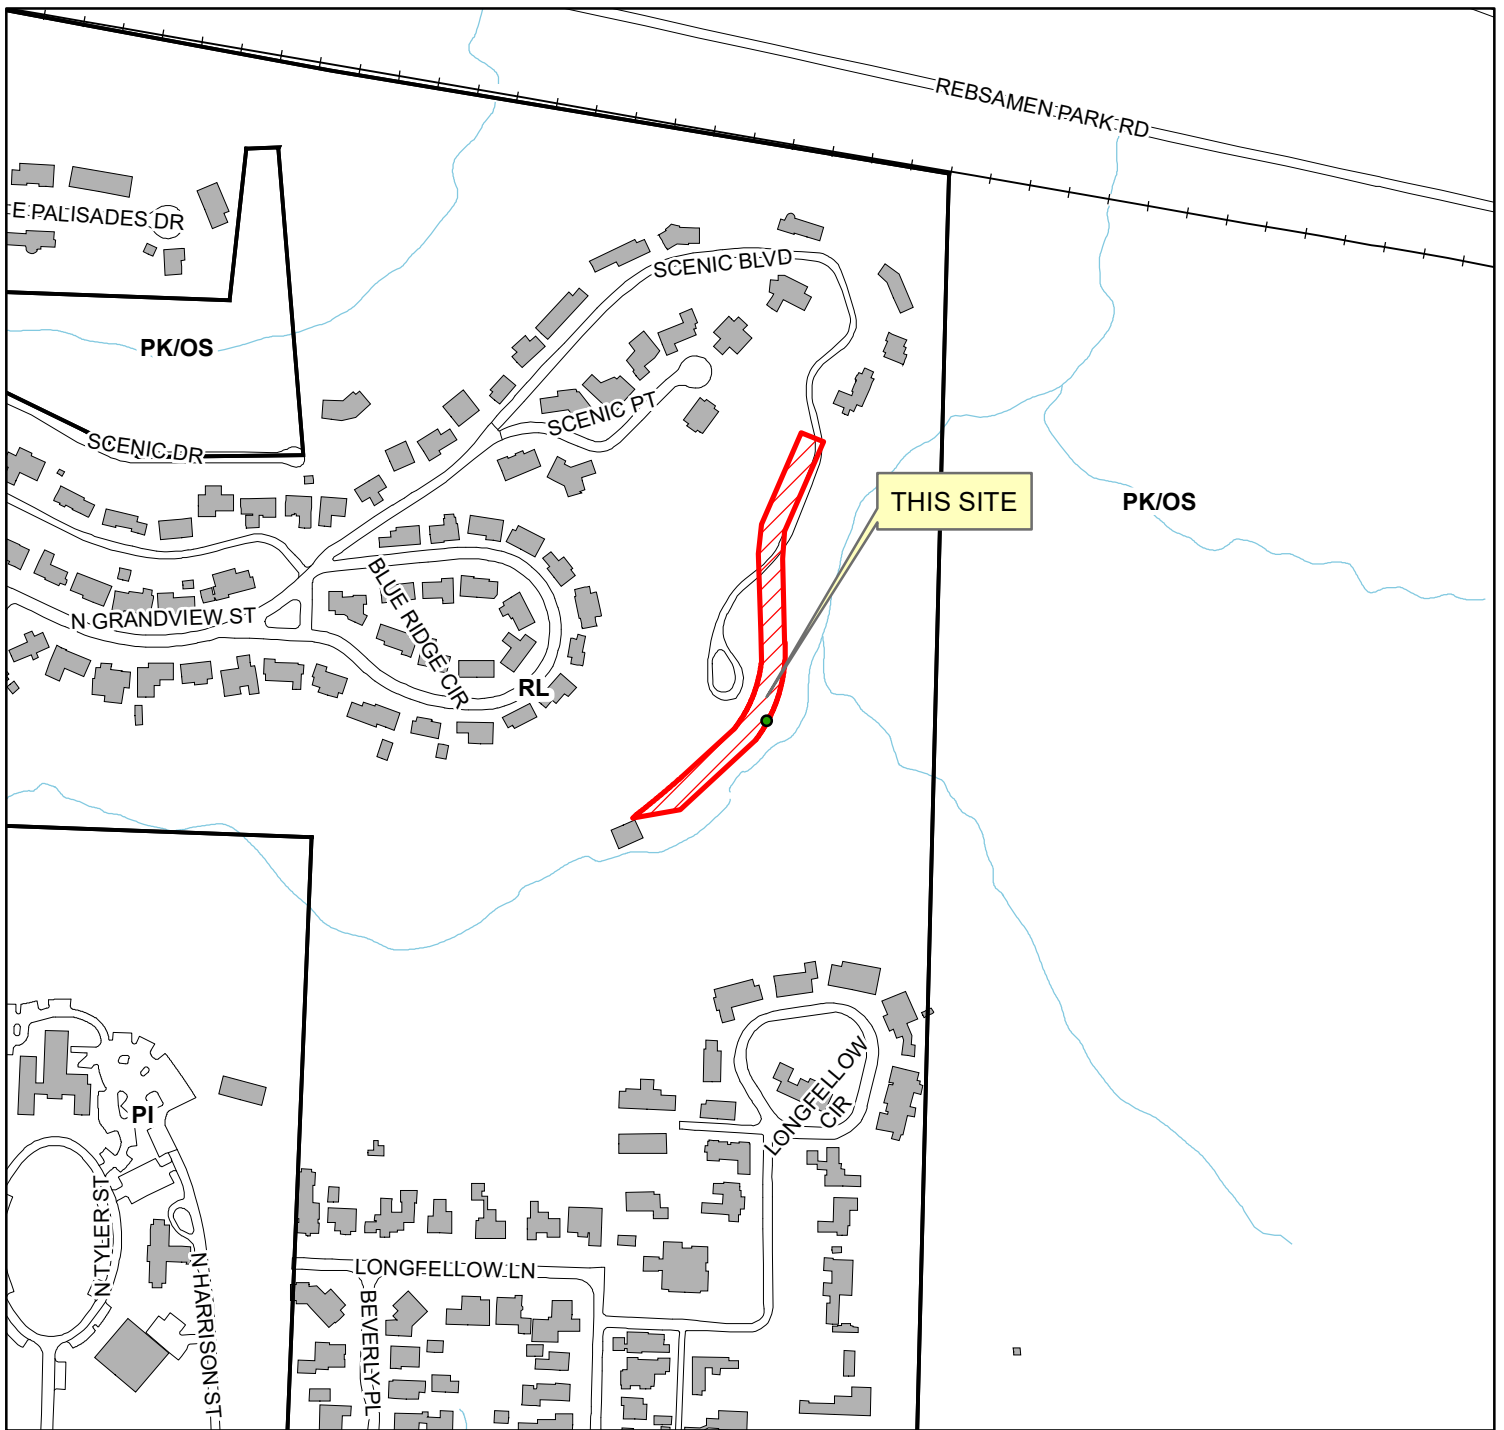 REBSAMEN PARK RD
E PALISADES DR
SCENIC BLVD
PK/OS
SCENIC PT
SCENIC DR
THIS SITE
PK/OS
BLUE RIDGE CIR
N GRANDVIEW ST
RL
LONGFELLOW
CIR
PI
N TYLER ST
N HARRISON ST
LONGFELLOW LN
BEVERLY PL